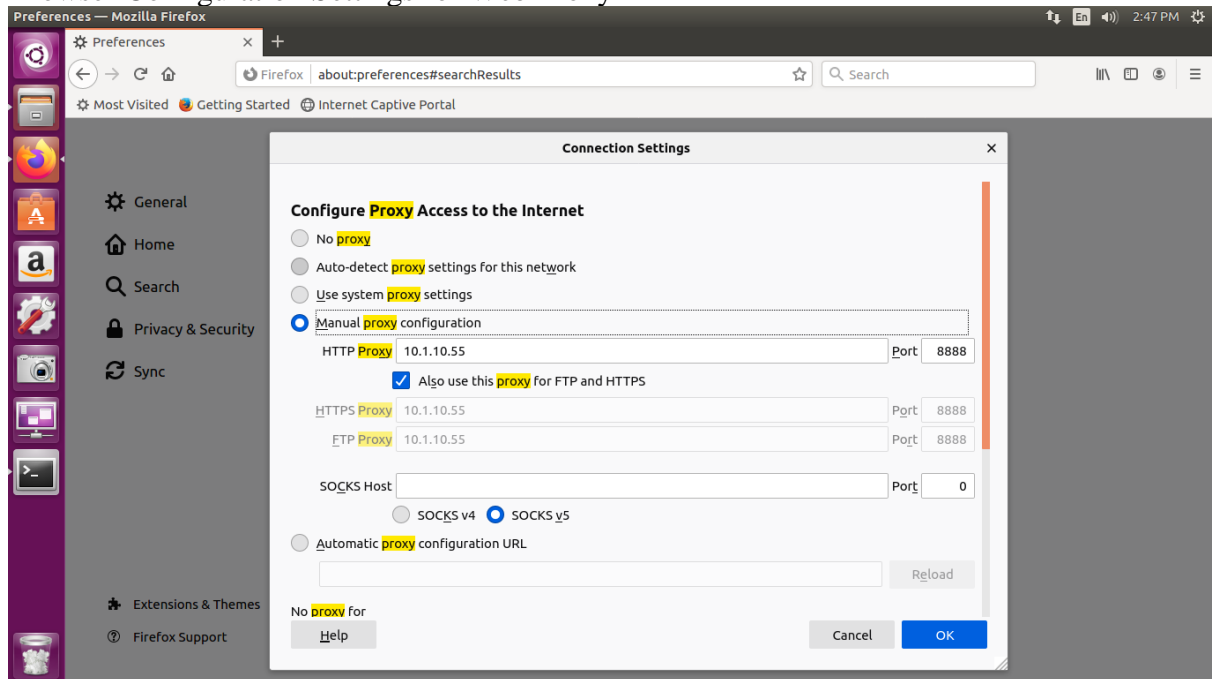 Preferences — Mozilla Firefox
En
2:47 PM
Preferences × +
Firefox about:preferences#searchResults
Search
Most Visited Getting Started Internet Captive Portal
Connection Settings ×
General
Home
Search
Privacy & Security
Sync
Extensions & Themes
Firefox Support
Configure Proxy Access to the Internet
No proxy
Auto-detect proxy settings for this network
Use system proxy settings
Manual proxy configuration
HTTP Proxy 10.1.10.55 Port 8888
Also use this proxy for FTP and HTTPS
HTTPS Proxy 10.1.10.55 Port 8888
FTP Proxy 10.1.10.55 Port 8888
SOCKS Host Port 0
SOCKS v4 SOCKS v5
Automatic proxy configuration URL
Reload
No proxy for
Help Cancel OK